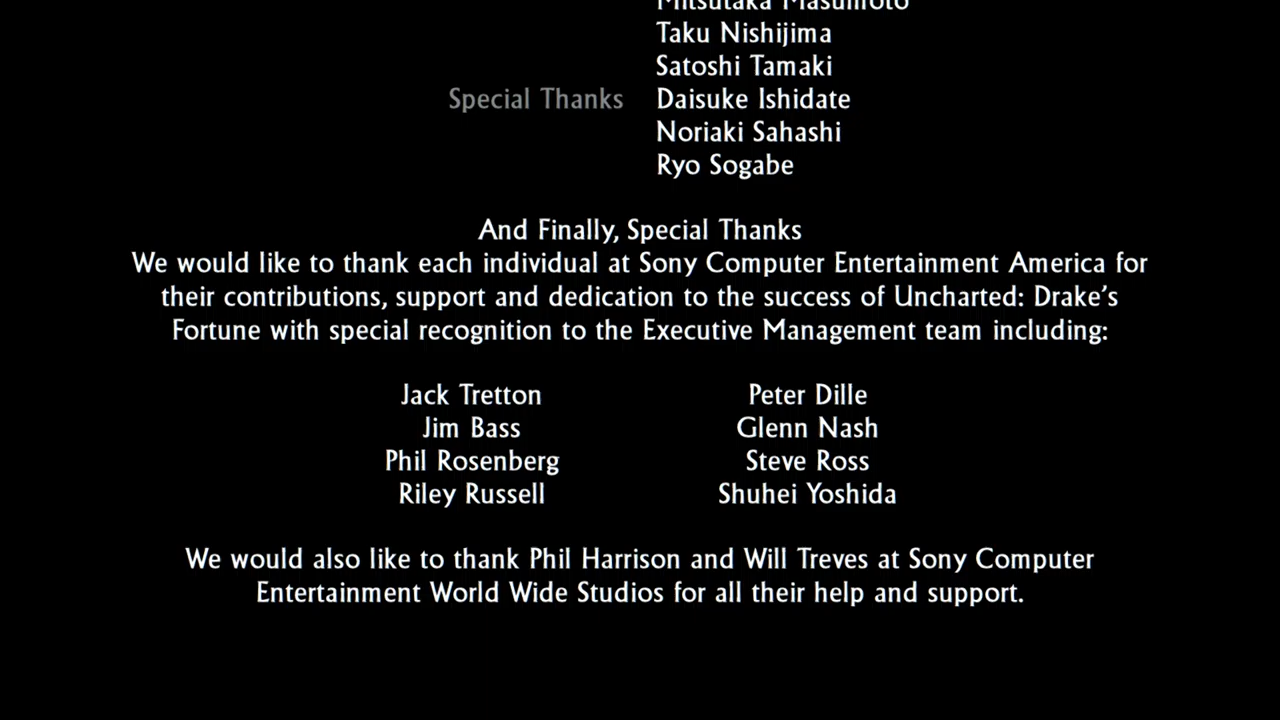 Mitsutaka Masumoto
Taku Nishijima
Satoshi Tamaki
Special Thanks Daisuke Ishidate
Noriaki Sahashi
Ryo Sogabe
And Finally, Special Thanks
We would like to thank each individual at Sony Computer Entertainment America for
their contributions, support and dedication to the success of Uncharted: Drake's
Fortune with special recognition to the Executive Management team including:
Jack Tretton Peter Dille
Jim Bass Glenn Nash
Phil Rosenberg Steve Ross
Riley Russell Shuhei Yoshida
We would also like to thank Phil Harrison and Will Treves at Sony Computer
Entertainment World Wide Studios for all their help and support.